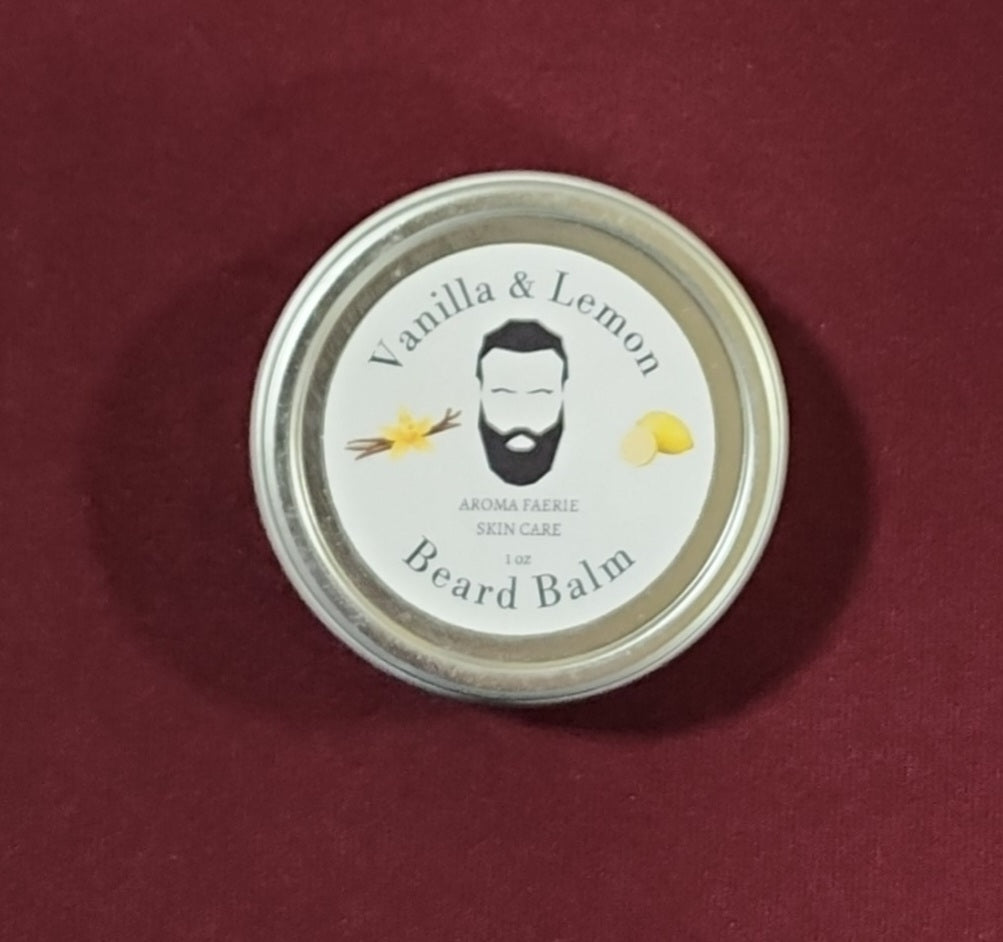 Vanilla & Lemon
AROMA FAERIE
SKIN CARE
1 oz
Beard Balm